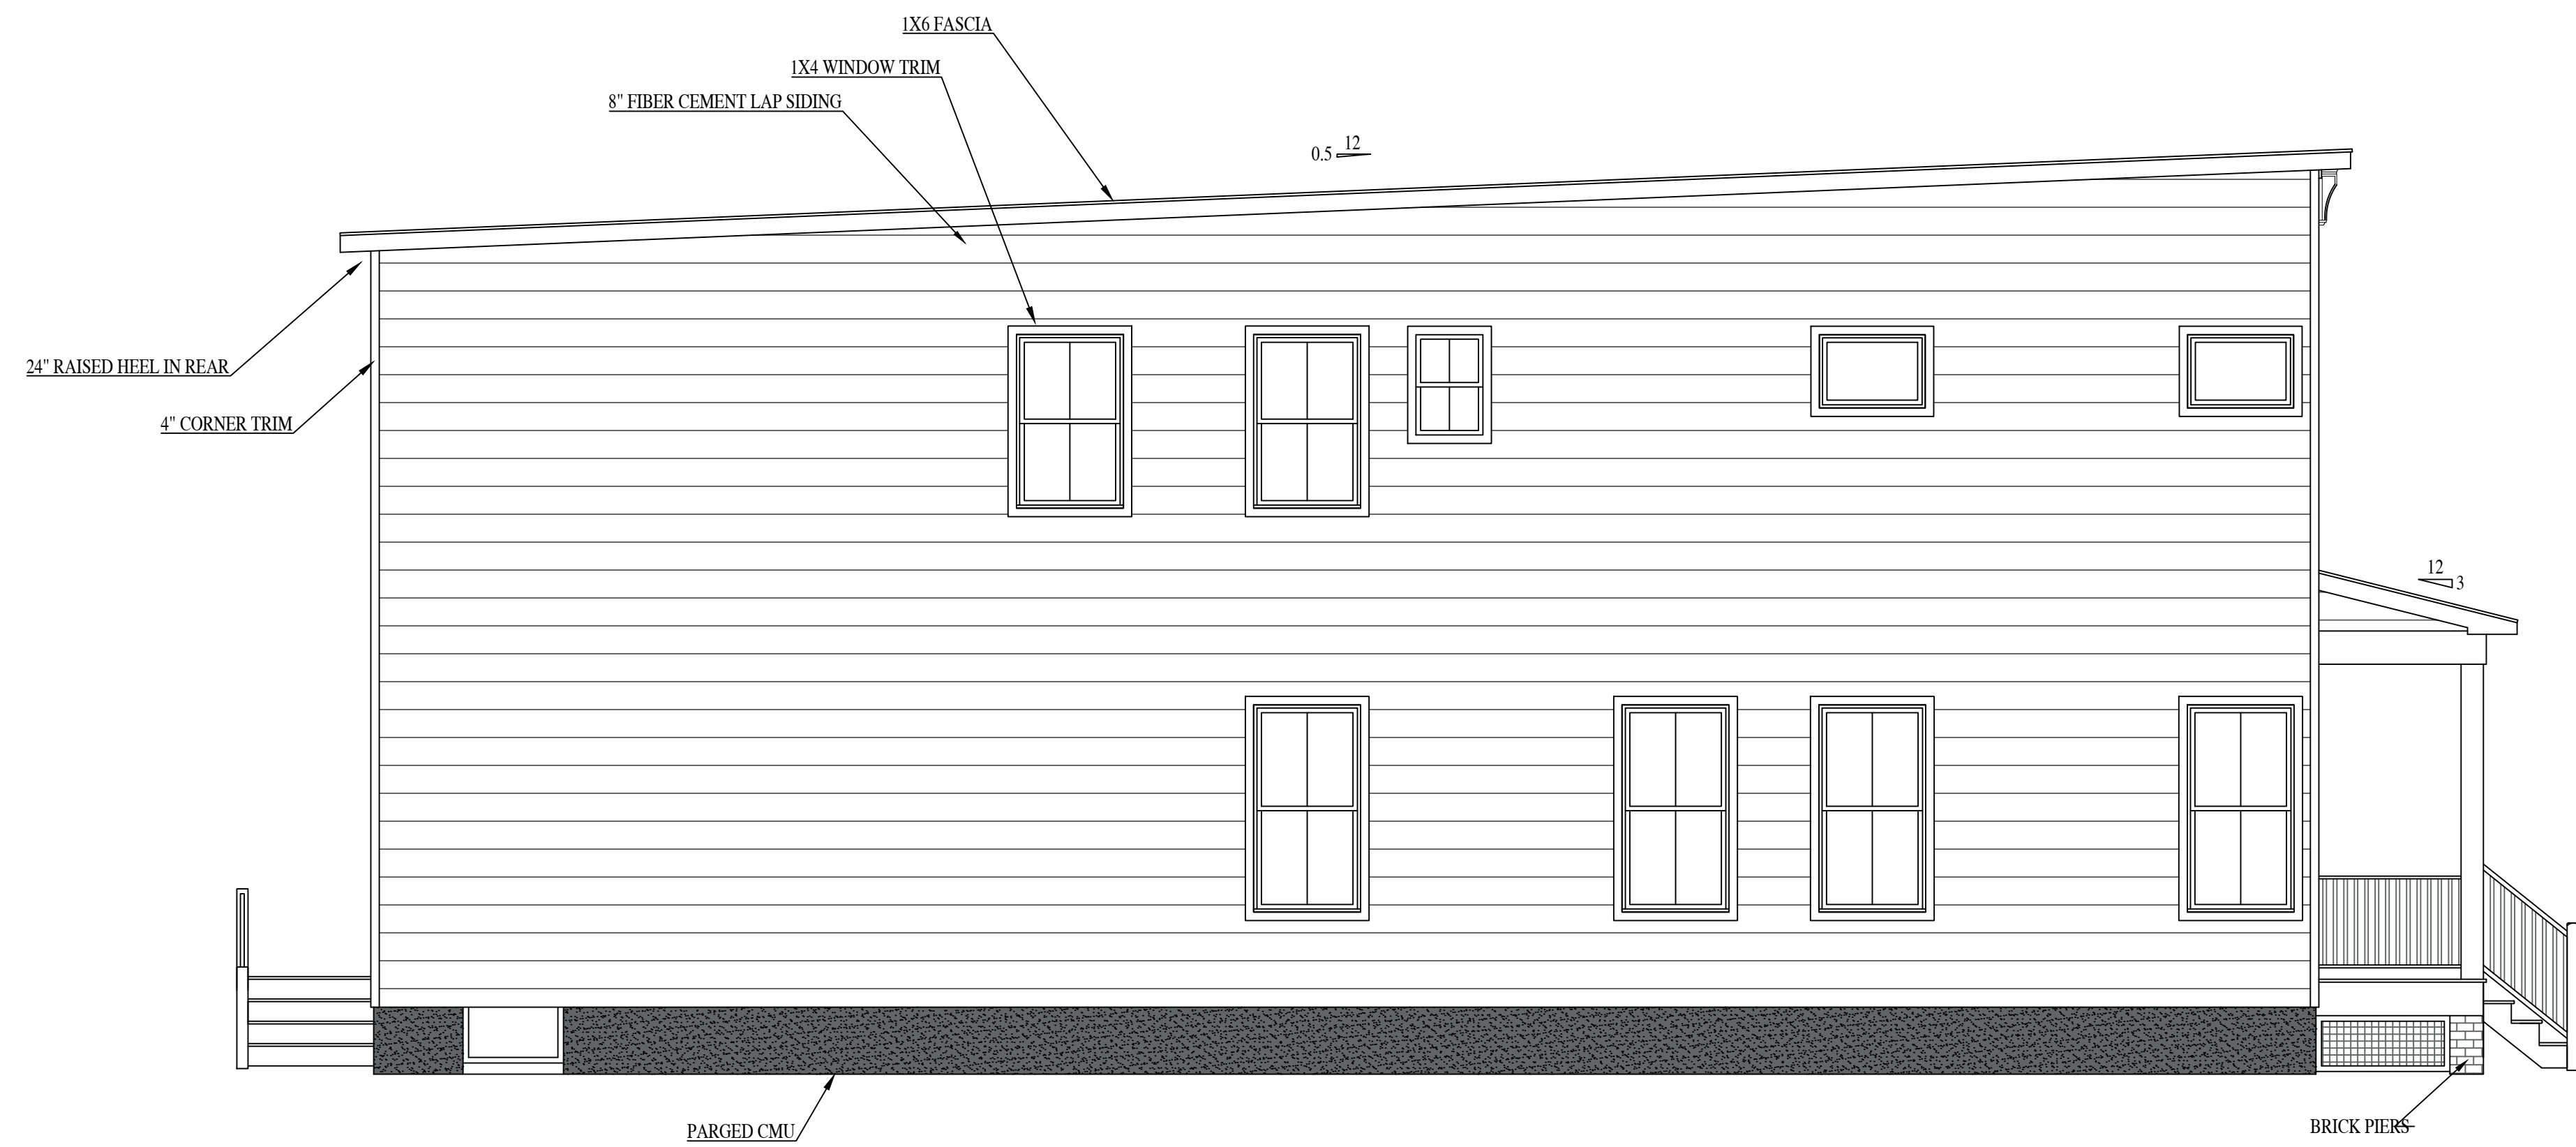 1X6 FASCIA
1X4 WINDOW TRIM
8" FIBER CEMENT LAP SIDING
12
0.5
24" RAISED HEEL IN REAR
4" CORNER TRIM
12
3
PARGED CMU
BRICK PIERS